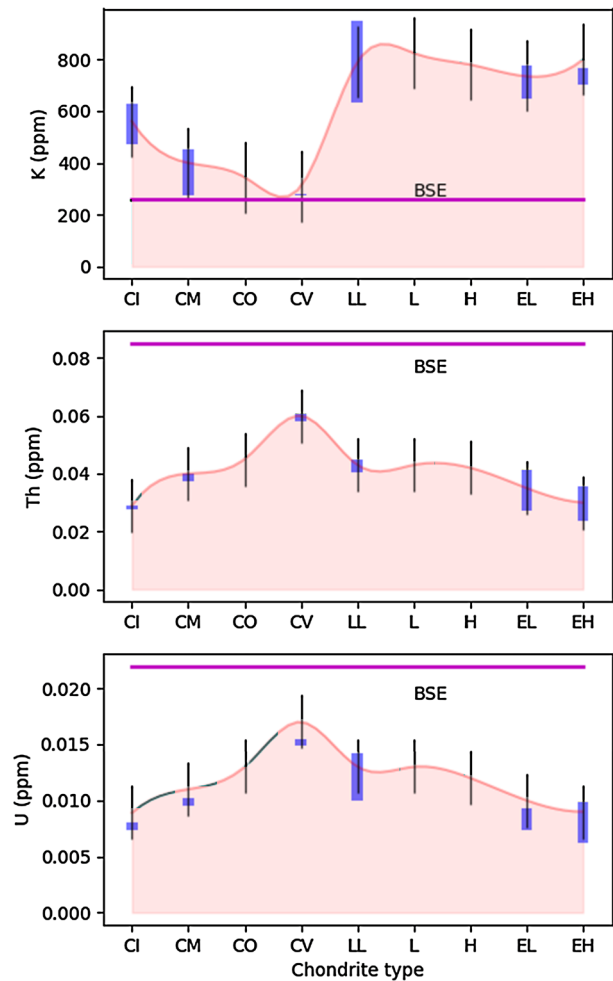 800
600
400
200
0
K (ppm)
BSE
CI CM CO CV LL L H EL EH
0.08
0.06
0.04
0.02
0.00
Th (ppm)
BSE
CI CM CO CV LL L H EL EH
0.020
0.015
0.010
0.005
0.000
U (ppm)
BSE
CI CM CO CV LL L H EL EH
Chondrite type